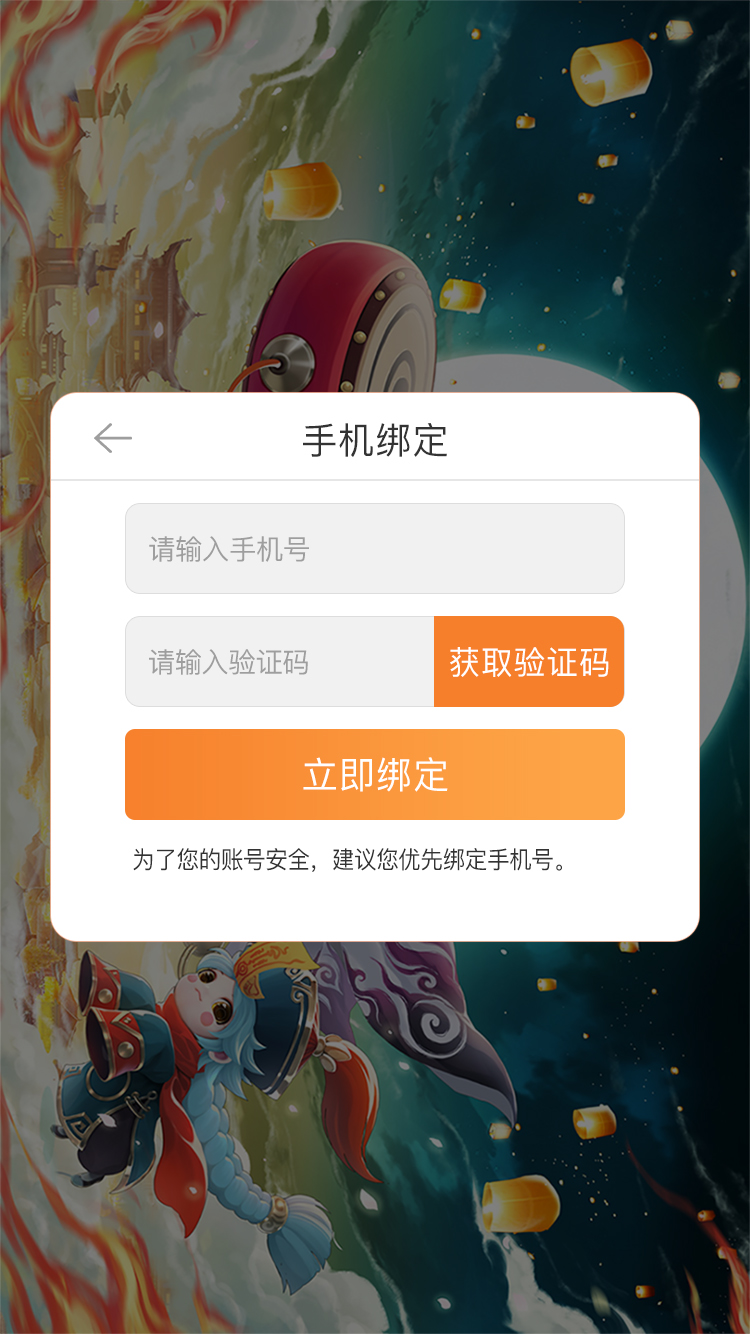 手机绑定
请输入手机号
请输入验证码
获取验证码
立即绑定
为了您的账号安全，建议您优先绑定手机号。